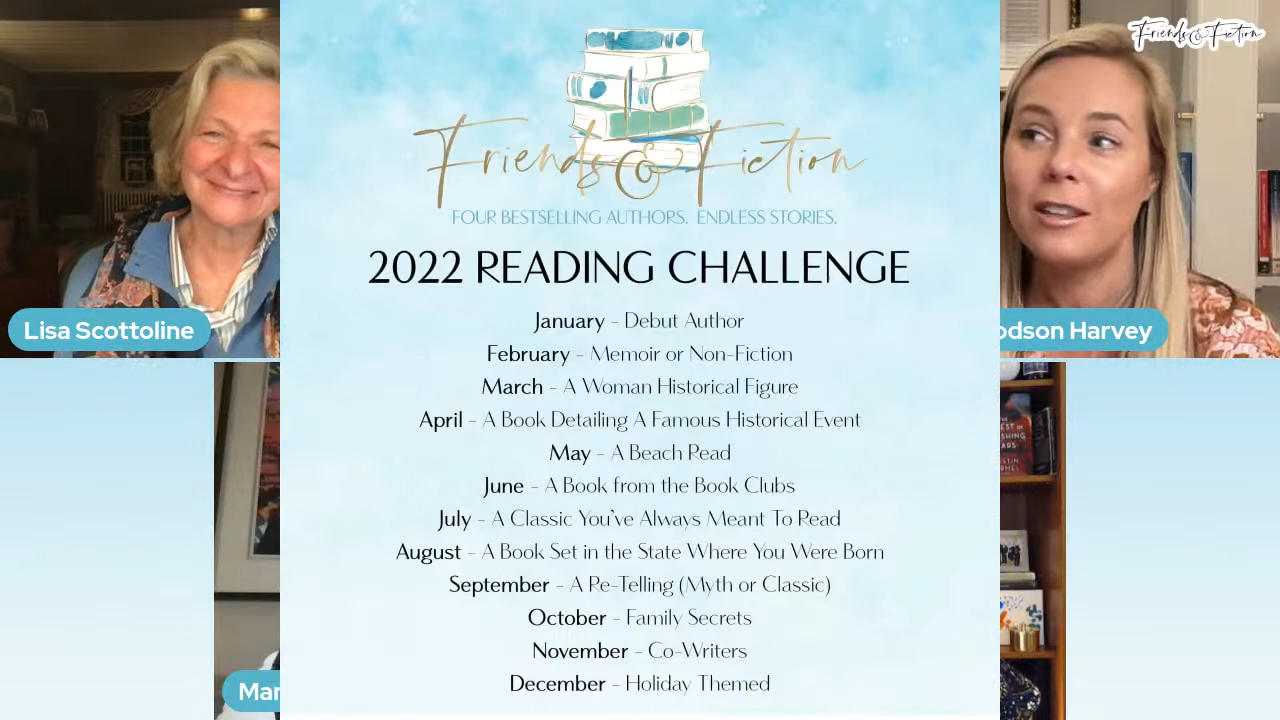 Friends & Fiction
Friends & Fiction
FOUR BESTSELLING AUTHORS. ENDLESS STORIES.
2022 READING CHALLENGE
January - Debut Author
February - Memoir or Non-Fiction
March - A Woman Historical Figure
April - A Book Detailing A Famous Historical Event
May - A Beach Read
June - A Book from the Book Clubs
July - A Classic You've Always Meant To Read
August - A Book Set in the State Where You Were Born
September - A Re-Telling (Myth or Classic)
October - Family Secrets
November - Co-Writers
December - Holiday Themed
Lisa Scottoline
odson Harvey
Mar